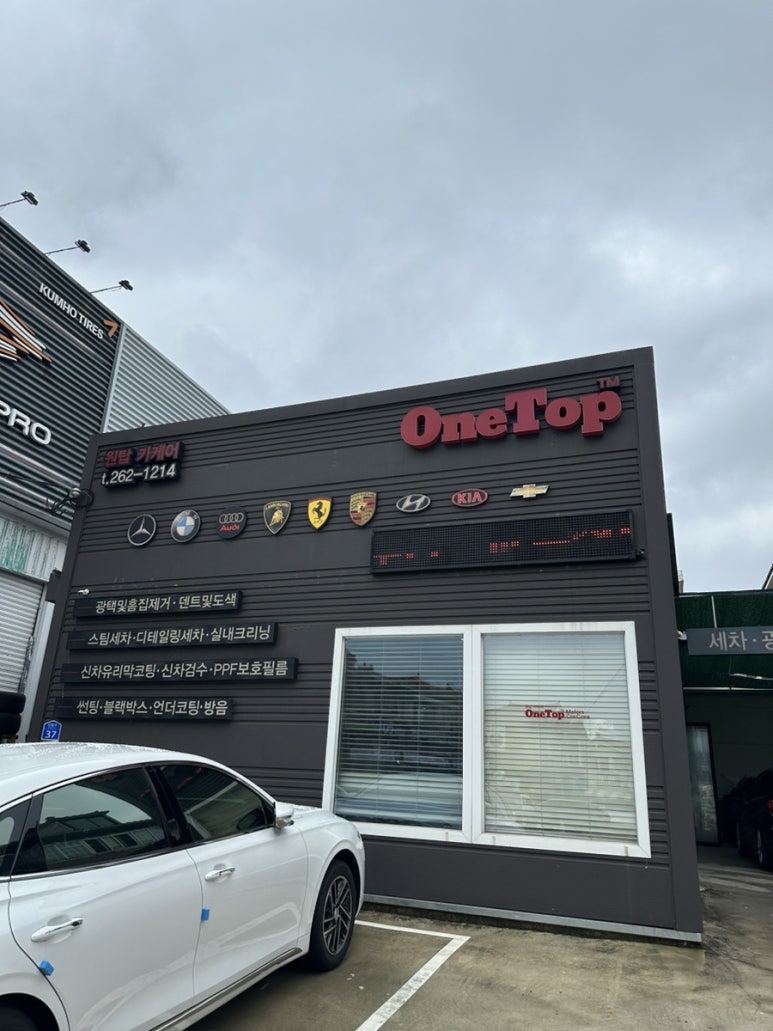 KUMHO TIRES
PRO
OneTop™
원탑 카케어
t.262-1214
Audi
KIA
광택및흠집제거·덴트및도색
스팀세차·디테일링세차·실내크리닝
신차유리막코팅·신차검수·PPF보호필름
썬팅·블랙박스·언더코팅·방음
세차·광
OneTop Motors
CarCare
37